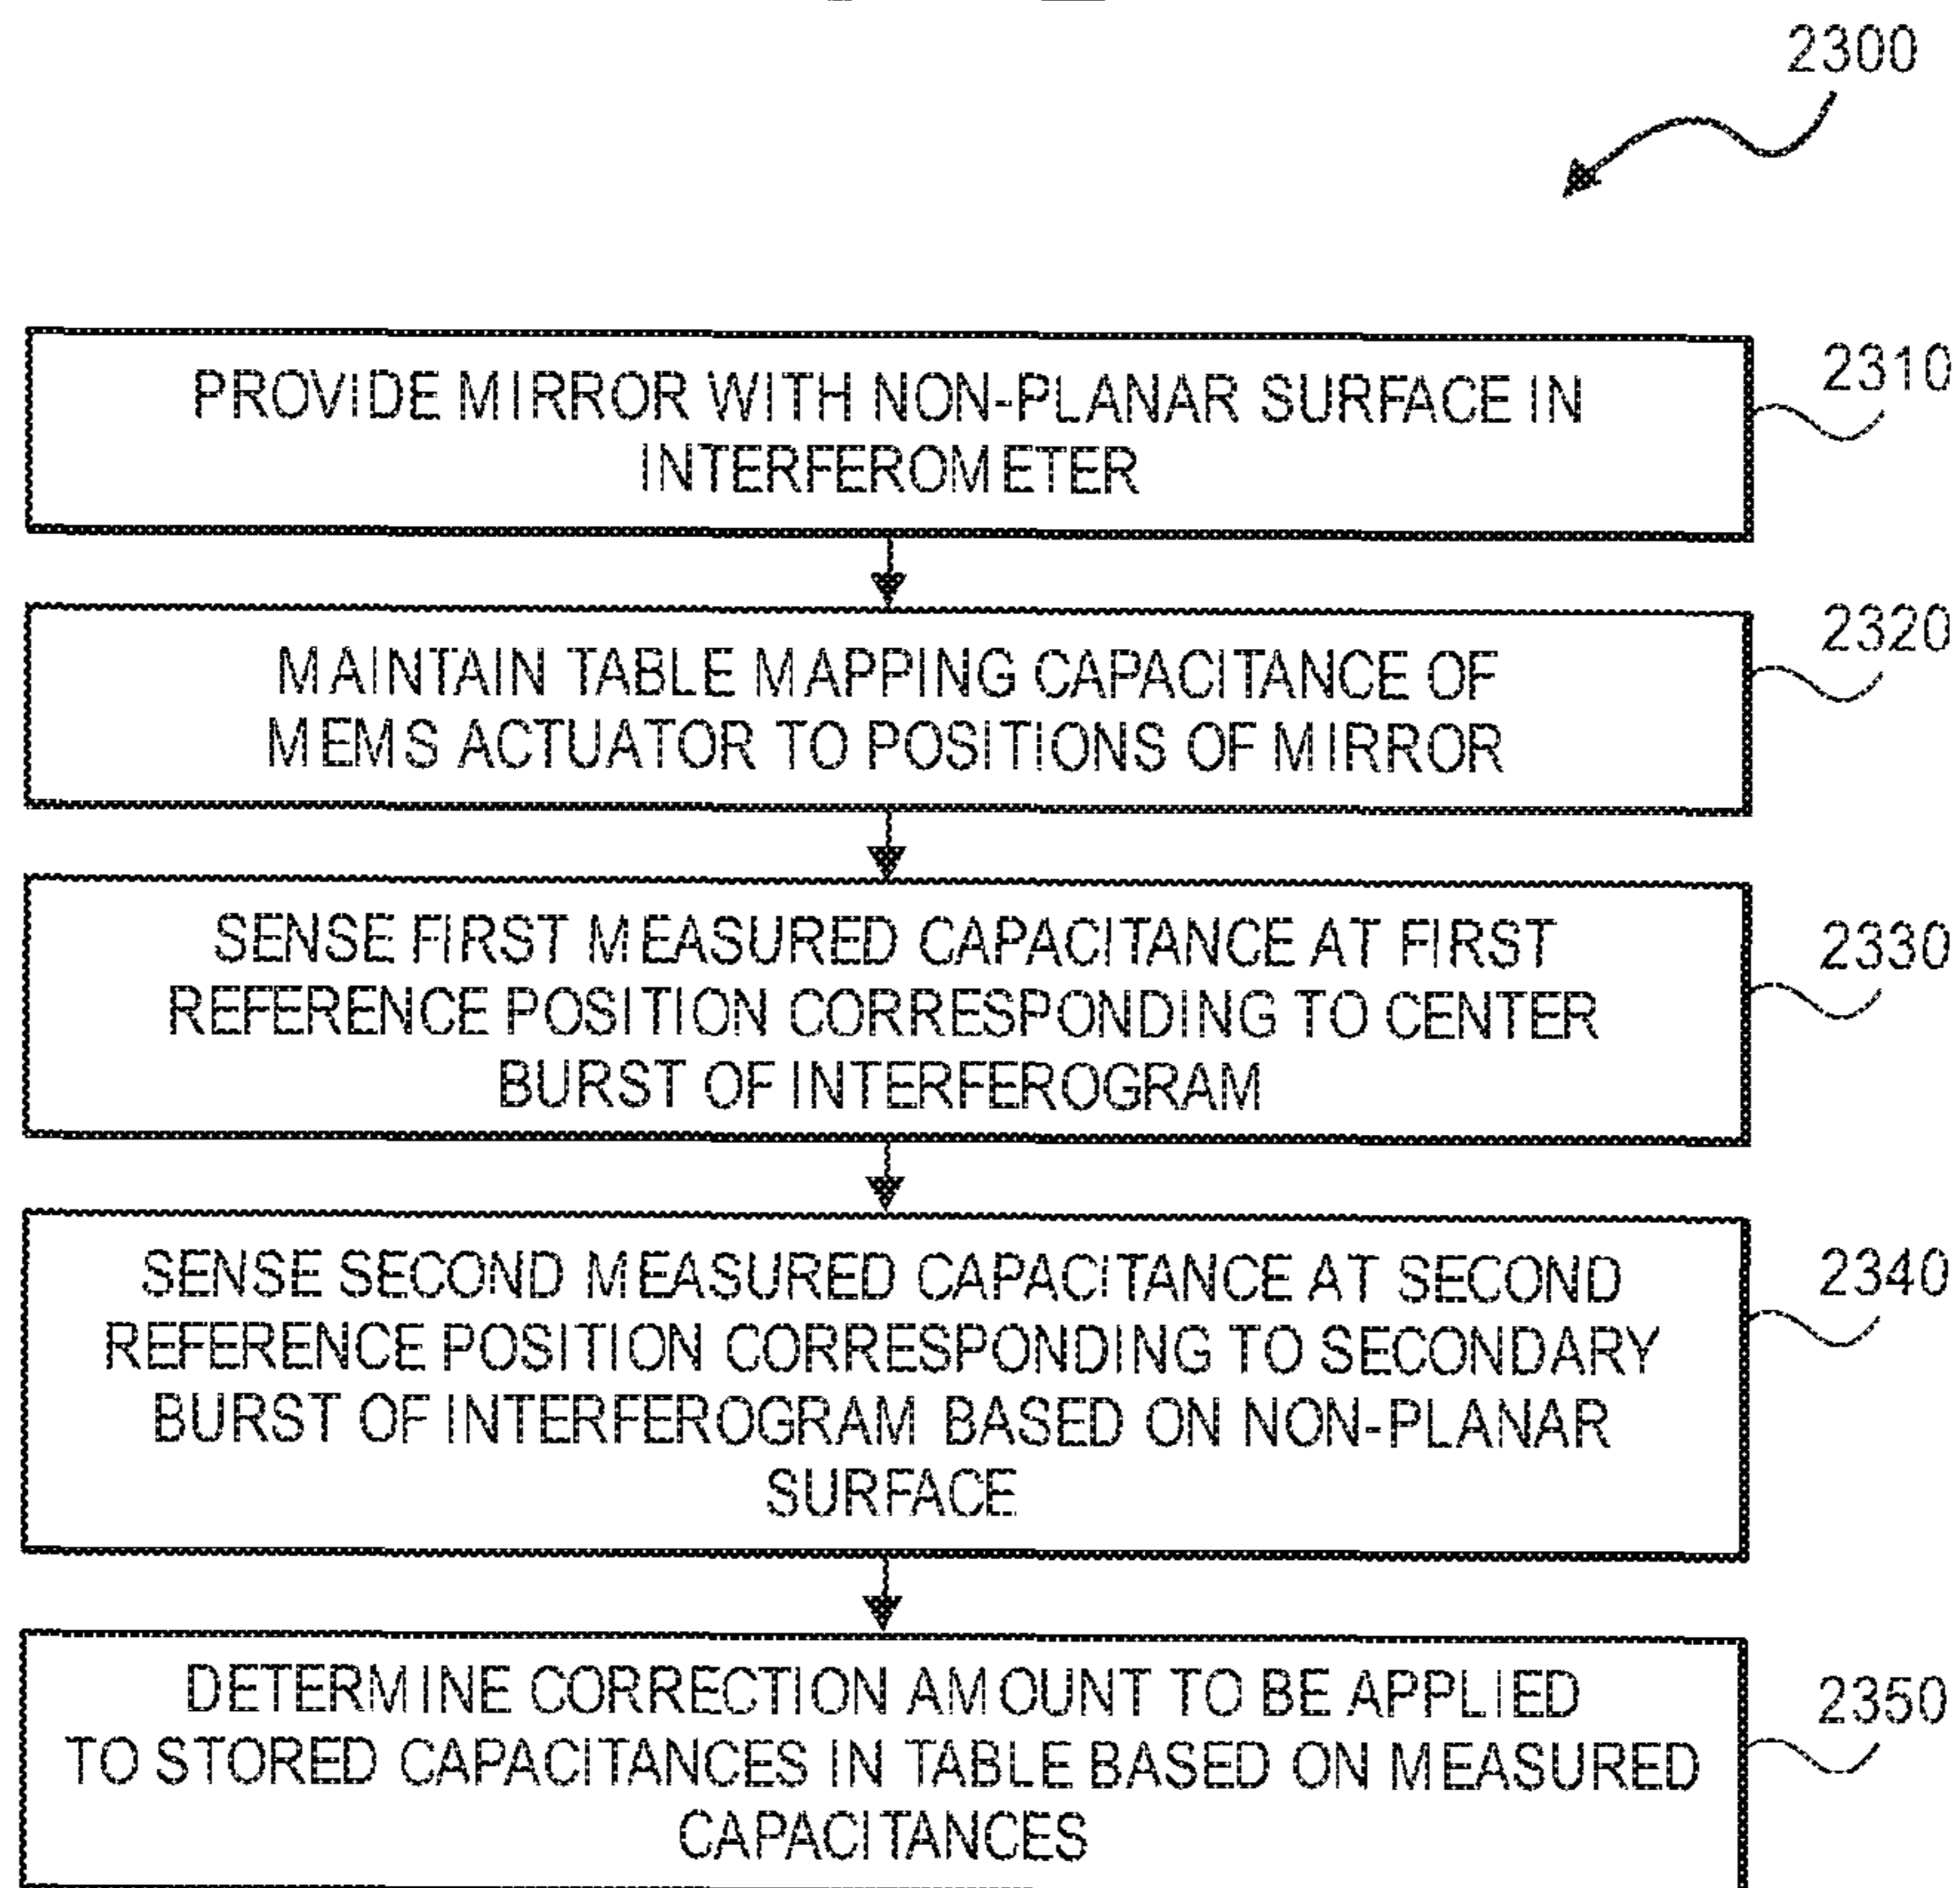 2300
PROVIDE MIRROR WITH NON-PLANAR SURFACE IN
INTERFEROMETER
2310
MAINTAIN TABLE MAPPING CAPACITANCE OF
MEMS ACTUATOR TO POSITIONS OF MIRROR
2320
SENSE FIRST MEASURED CAPACITANCE AT FIRST
REFERENCE POSITION CORRESPONDING TO CENTER
BURST OF INTERFEROGRAM
2330
SENSE SECOND MEASURED CAPACITANCE AT SECOND
REFERENCE POSITION CORRESPONDING TO SECONDARY
BURST OF INTERFEROGRAM BASED ON NON-PLANAR
SURFACE
2340
DETERMINE CORRECTION AMOUNT TO BE APPLIED
TO STORED CAPACITANCES IN TABLE BASED ON MEASURED
CAPACITANCES
2350